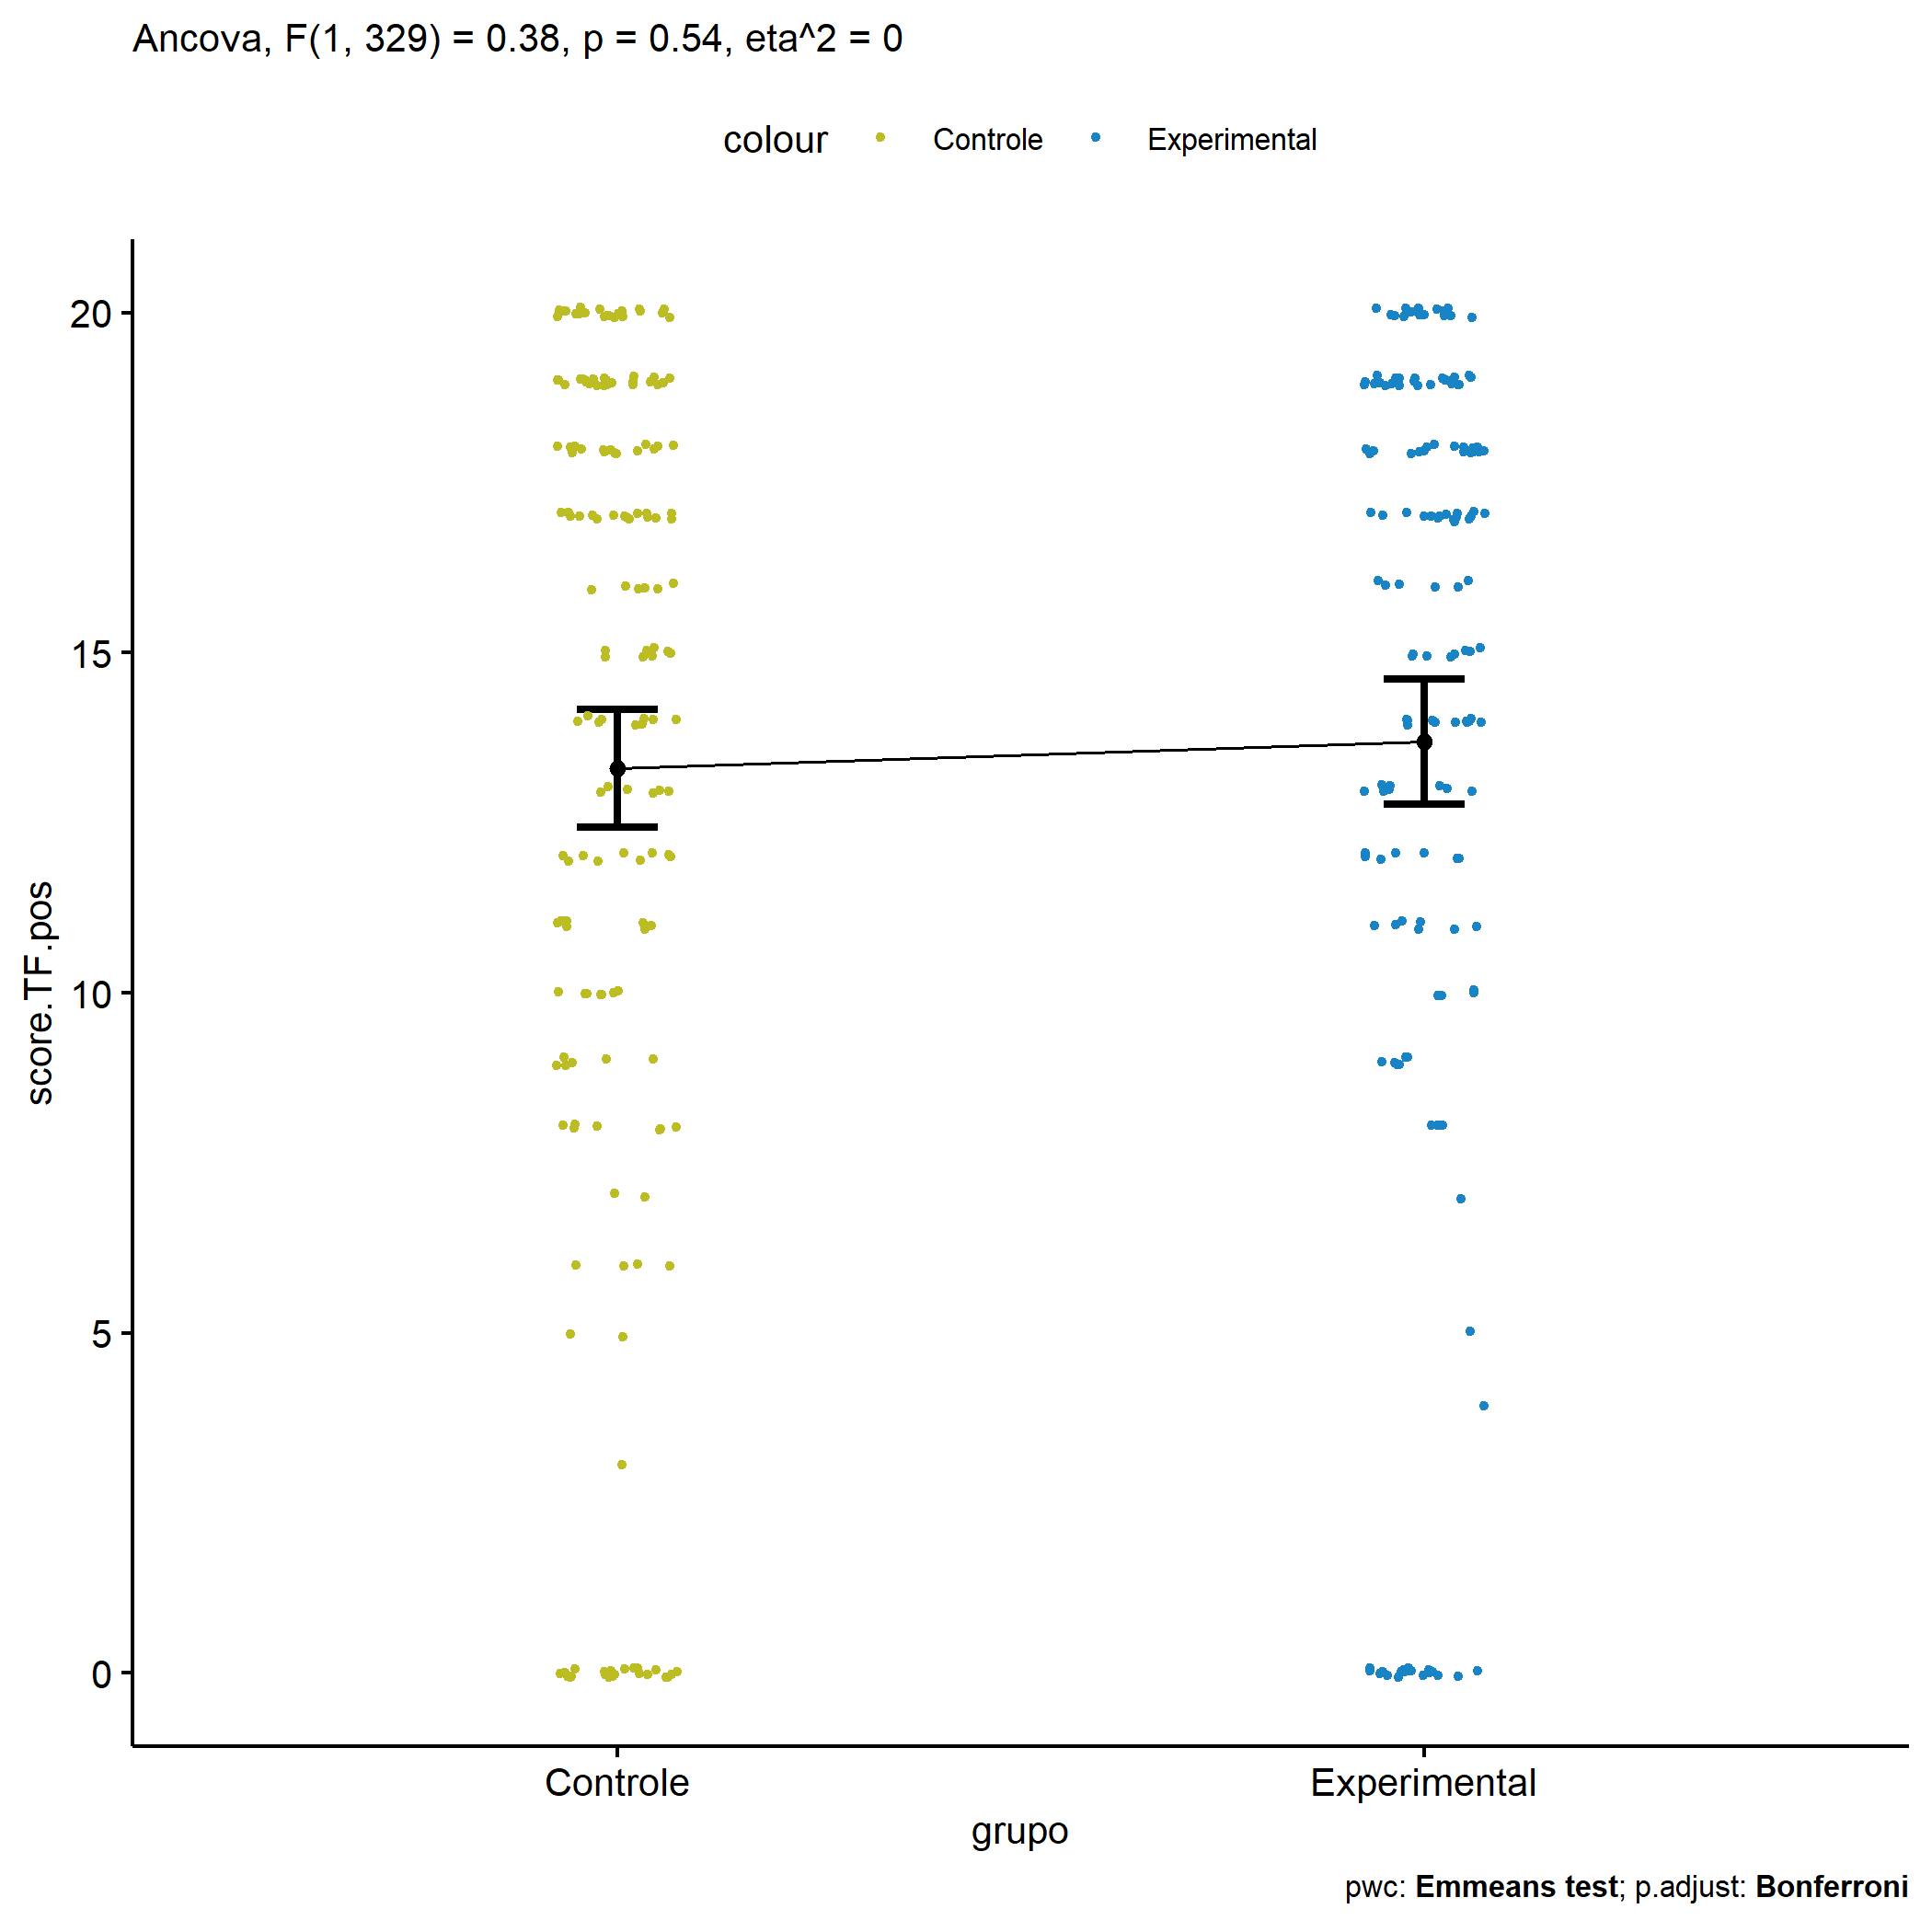 Ancova, F(1, 329) = 0.38, p = 0.54, eta^2 = 0
colour Controle Experimental
20
15
10
5
0
score.TF.pos
Controle Experimental
grupo
pwc: Emmeans test; p.adjust: Bonferroni